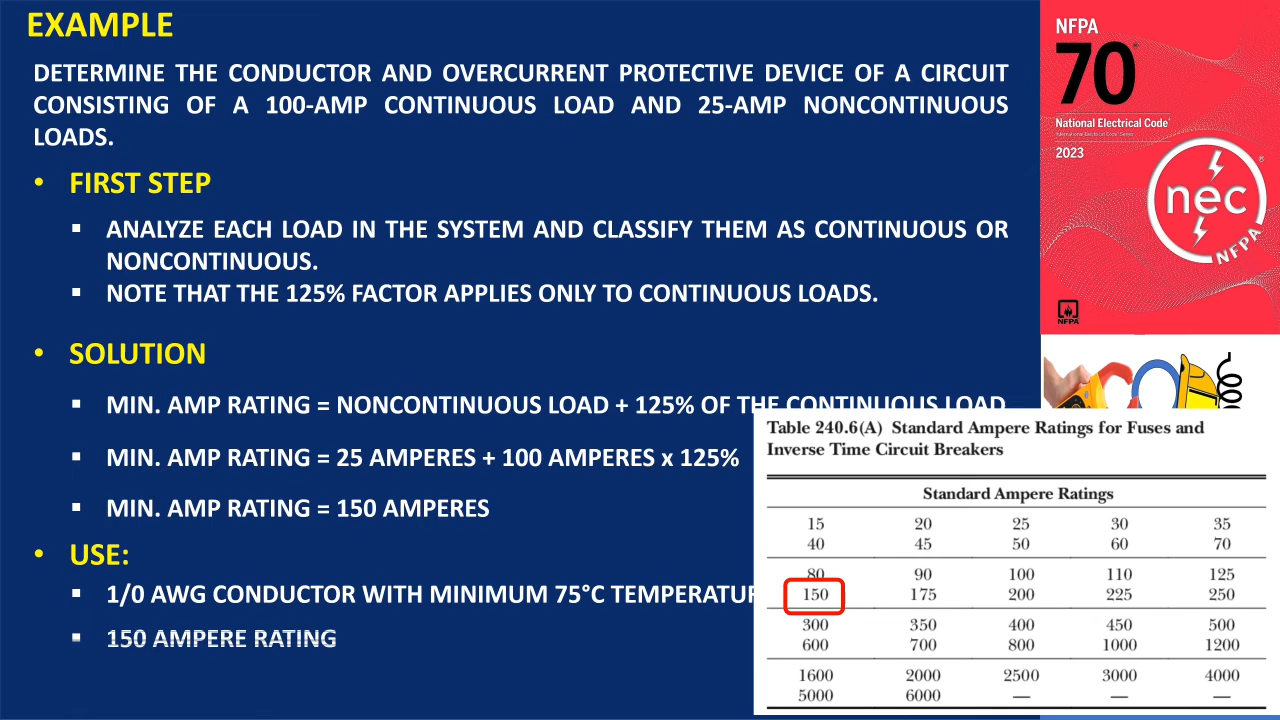 EXAMPLE
DETERMINE THE CONDUCTOR AND OVERCURRENT PROTECTIVE DEVICE OF A CIRCUIT
CONSISTING OF A 100-AMP CONTINUOUS LOAD AND 25-AMP NONCONTINUOUS
LOADS.
• FIRST STEP
▪ ANALYZE EACH LOAD IN THE SYSTEM AND CLASSIFY THEM AS CONTINUOUS OR
NONCONTINUOUS.
▪ NOTE THAT THE 125% FACTOR APPLIES ONLY TO CONTINUOUS LOADS.
• SOLUTION
▪ MIN. AMP RATING = NONCONTINUOUS LOAD + 125% OF THE CONTINUOUS LOAD
▪ MIN. AMP RATING = 25 AMPERES + 100 AMPERES x 125%
▪ MIN. AMP RATING = 150 AMPERES
• USE:
▪ 1/0 AWG CONDUCTOR WITH MINIMUM 75°C
▪ 150 AMPERE RATING
NFPA
70®
National Electrical Code®
International Electrical Code® Series
2023
nec
NFPA
®
NFPA
Table 240.6(A) Standard Ampere Ratings for Fuses and
Inverse Time Circuit Breakers
Standard Ampere Ratings
15 20 25 30 35
40 45 50 60 70
80 90 100 110 125
150 175 200 225 250
300 350 400 450 500
600 700 800 1000 1200
1600 2000 2500 3000 4000
5000 6000 — — —